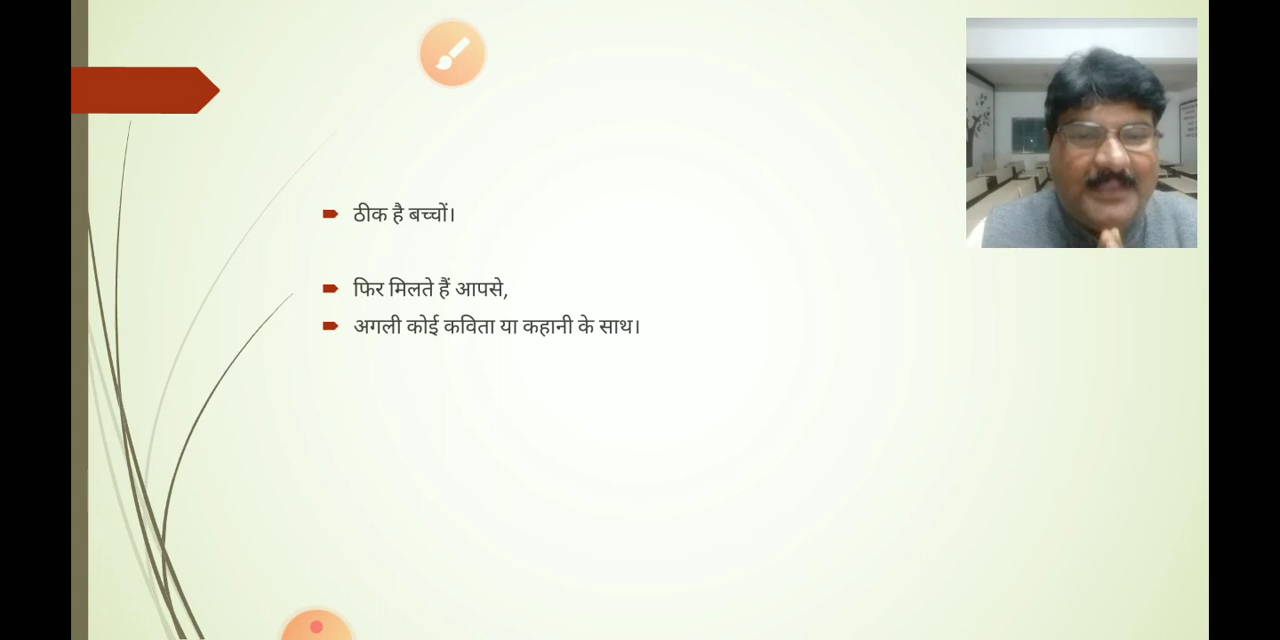 ठीक है बच्चों।
फिर मिलते हैं आपसे,
अगली कोई कविता या कहानी के साथ।